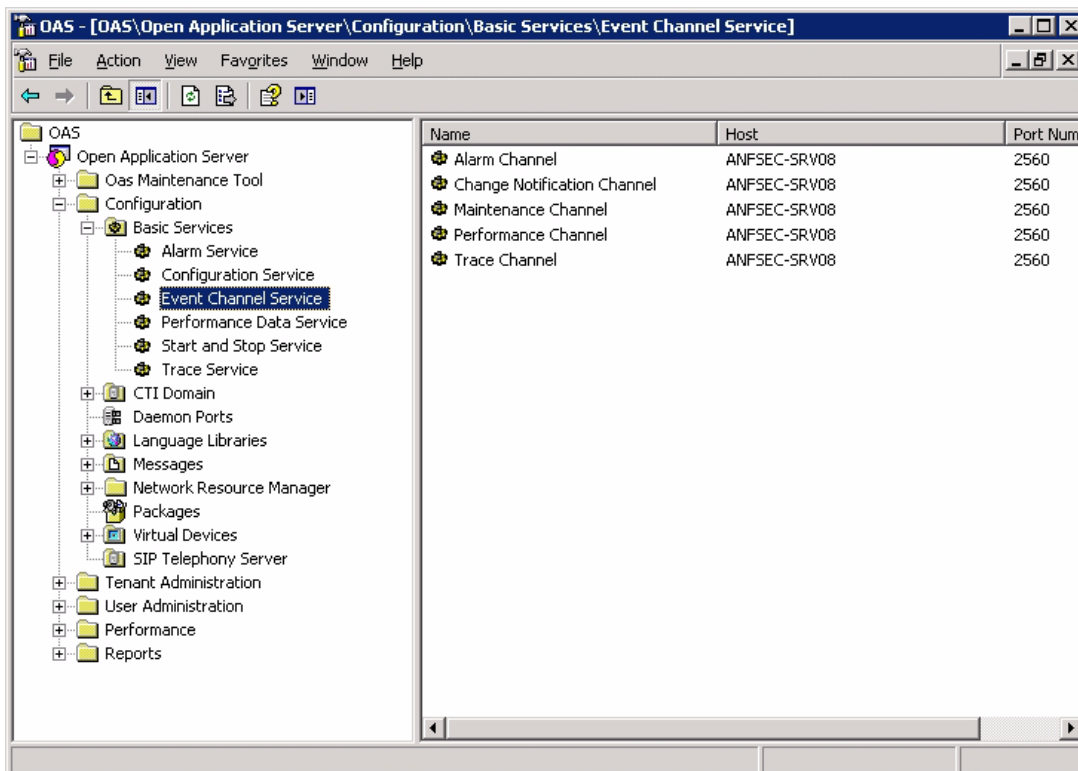 OAS - [OAS\Open Application Server\Configuration\Basic Services\Event Channel Service]
File Action View Favorites Window Help
OAS
Open Application Server
Oas Maintenance Tool
Configuration
Basic Services
Alarm Service
Configuration Service
Event Channel Service
Performance Data Service
Start and Stop Service
Trace Service
CTI Domain
Daemon Ports
Language Libraries
Messages
Network Resource Manager
Packages
Virtual Devices
SIP Telephony Server
Tenant Administration
User Administration
Performance
Reports
Name Host Port Num
Alarm Channel ANFSEC-SRV08 2560
Change Notification Channel ANFSEC-SRV08 2560
Maintenance Channel ANFSEC-SRV08 2560
Performance Channel ANFSEC-SRV08 2560
Trace Channel ANFSEC-SRV08 2560